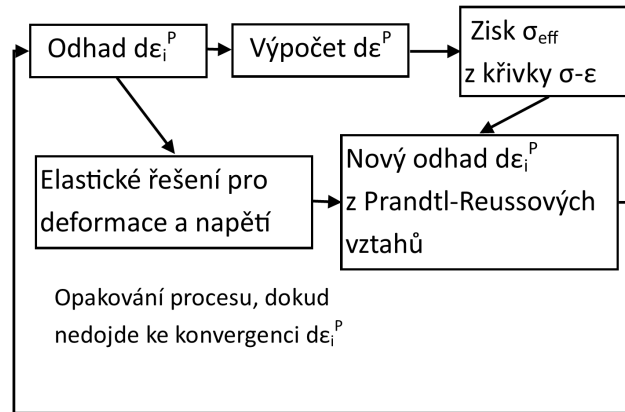 Odhad dεᵢᴾ
Výpočet dεᴾ
Zisk σ_eff
z křivky σ-ε
Elastické řešení pro
deformace a napětí
Nový odhad dεᵢᴾ
z Prandtl-Reussových
vztahů
Opakování procesu, dokud
nedojde ke konvergenci dεᵢᴾ